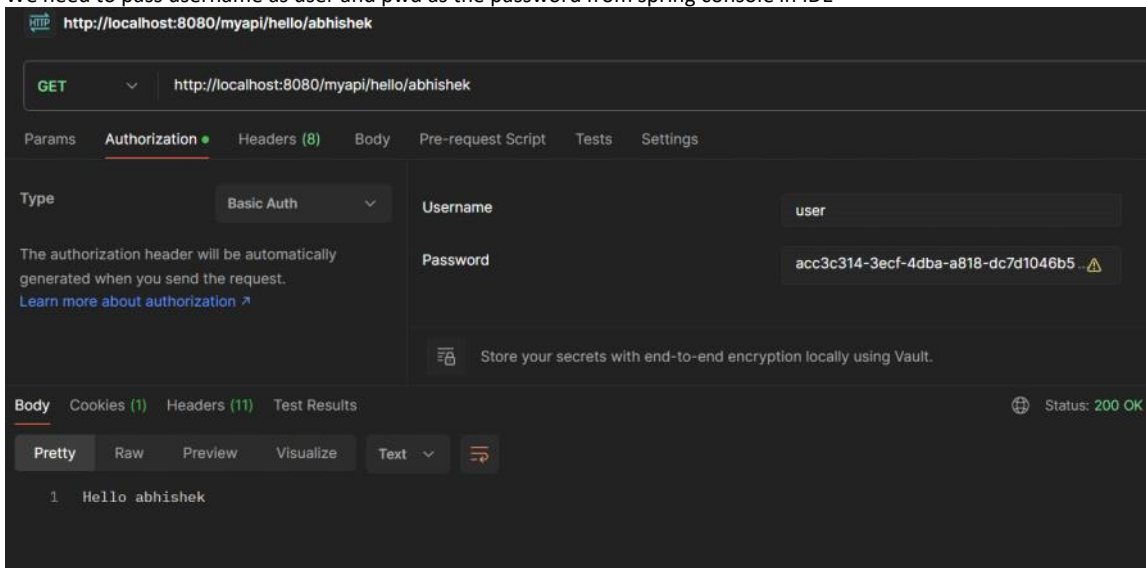 We need to pass username as user and pwd as the password from spring console in IDE
HTTP http://localhost:8080/myapi/hello/abhishek
GET http://localhost:8080/myapi/hello/abhishek
Params Authorization Headers (8) Body Pre-request Script Tests Settings
Type Basic Auth
Username user
The authorization header will be automatically
generated when you send the request.
Learn more about authorization ↗
Password acc3c314-3ecf-4dba-a818-dc7d1046b5...
Store your secrets with end-to-end encryption locally using Vault.
Body Cookies (1) Headers (11) Test Results Status: 200 OK
Pretty Raw Preview Visualize Text
1 Hello abhishek